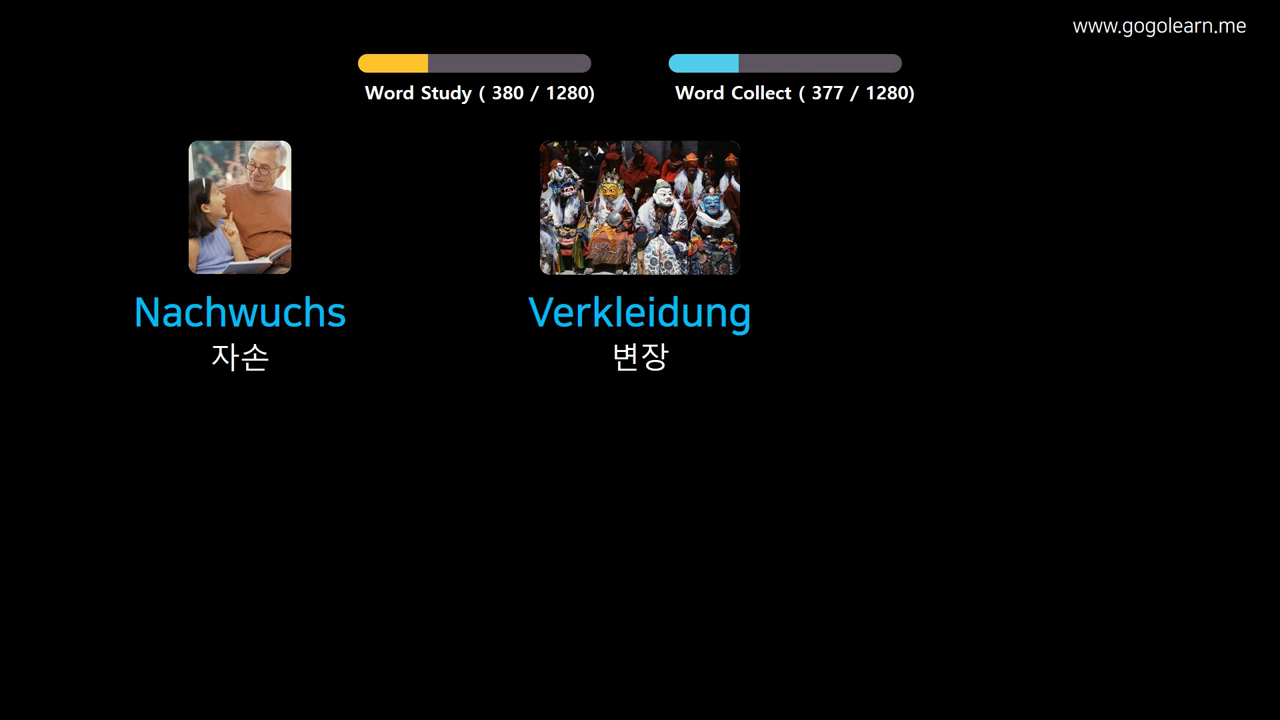 www.gogolearn.me
Word Study ( 380 / 1280)
Word Collect ( 377 / 1280)
Nachwuchs
자손
Verkleidung
변장